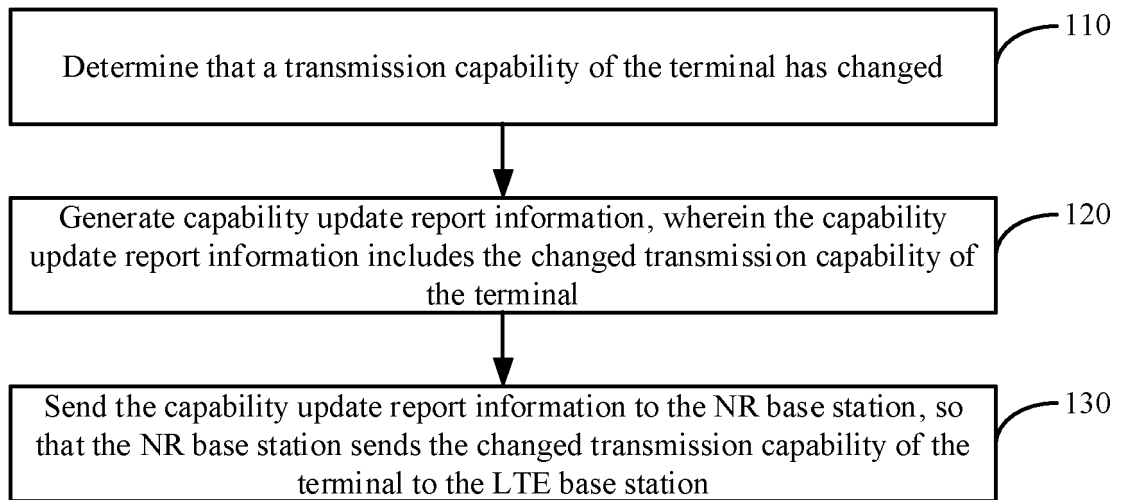 110
Determine that a transmission capability of the terminal has changed
Generate capability update report information, wherein the capability
120
update report information includes the changed transmission capability of
the terminal
Send the capability update report information to the NR base station, so
130
that the NR base station sends the changed transmission capability of the
terminal to the LTE base station